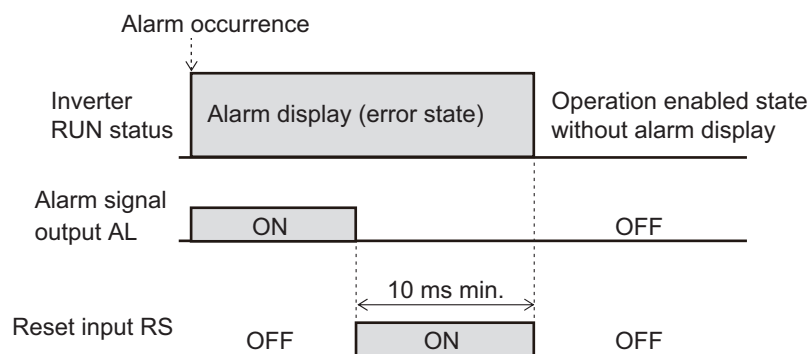 Alarm occurrence
Inverter
RUN status
Alarm display (error state)
Operation enabled state
without alarm display
Alarm signal
output AL
ON
OFF
10 ms min.
Reset input RS
OFF
ON
OFF